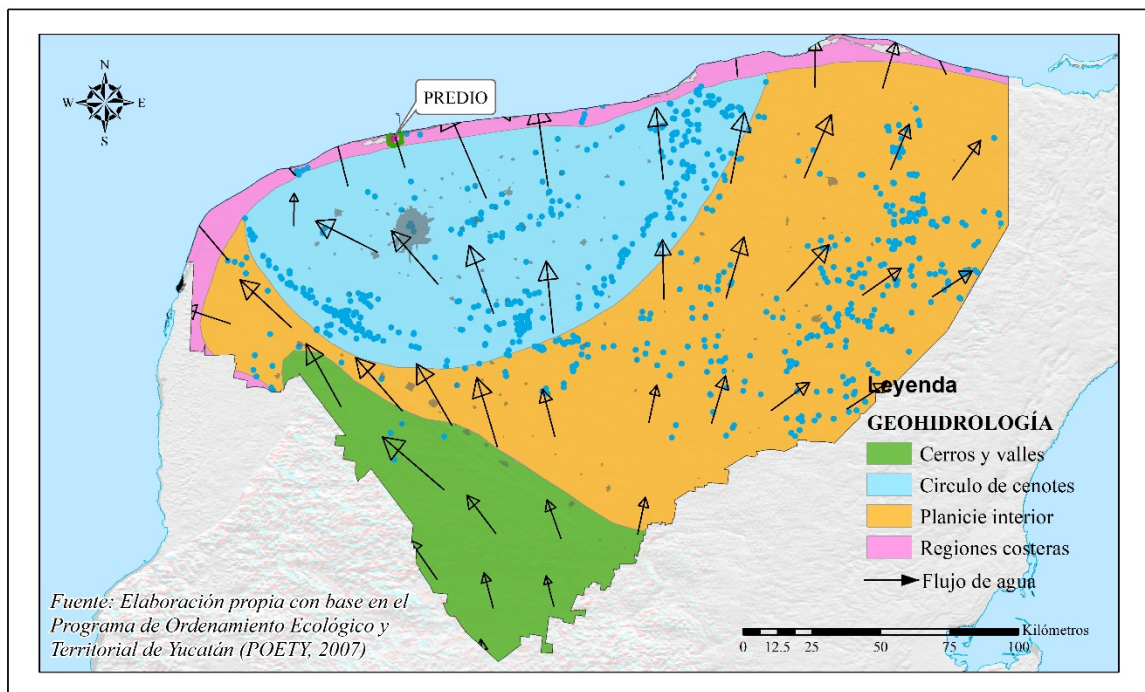 N
W
E
S
PREDIO
Leyenda
GEOHIDROLOGÍA
Cerros y valles
Circulo de cenotes
Planicie interior
Regiones costeras
Flujo de agua
Fuente: Elaboración propia con base en el
Programa de Ordenamiento Ecológico y
Territorial de Yucatán (POETY, 2007)
Kilómetros
0 12.5 25 50 75 100